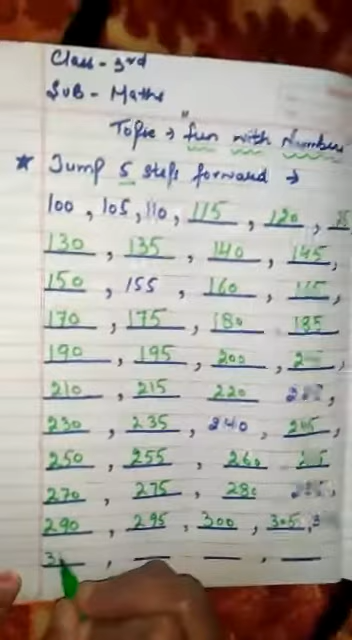 Class - 3rd
SUB - Maths
Topic → "fun with Numbers
* Jump 5 steps forward →
100, 105, 110, 115, 120,
130, 135, 140, 145,
150, 155, 160,
170, 175, 180 185
190, 195, 200,
210, 215 220
230, 235, 240,
250, 255, 260
270, 275, 280
290, 295, 300, 305,